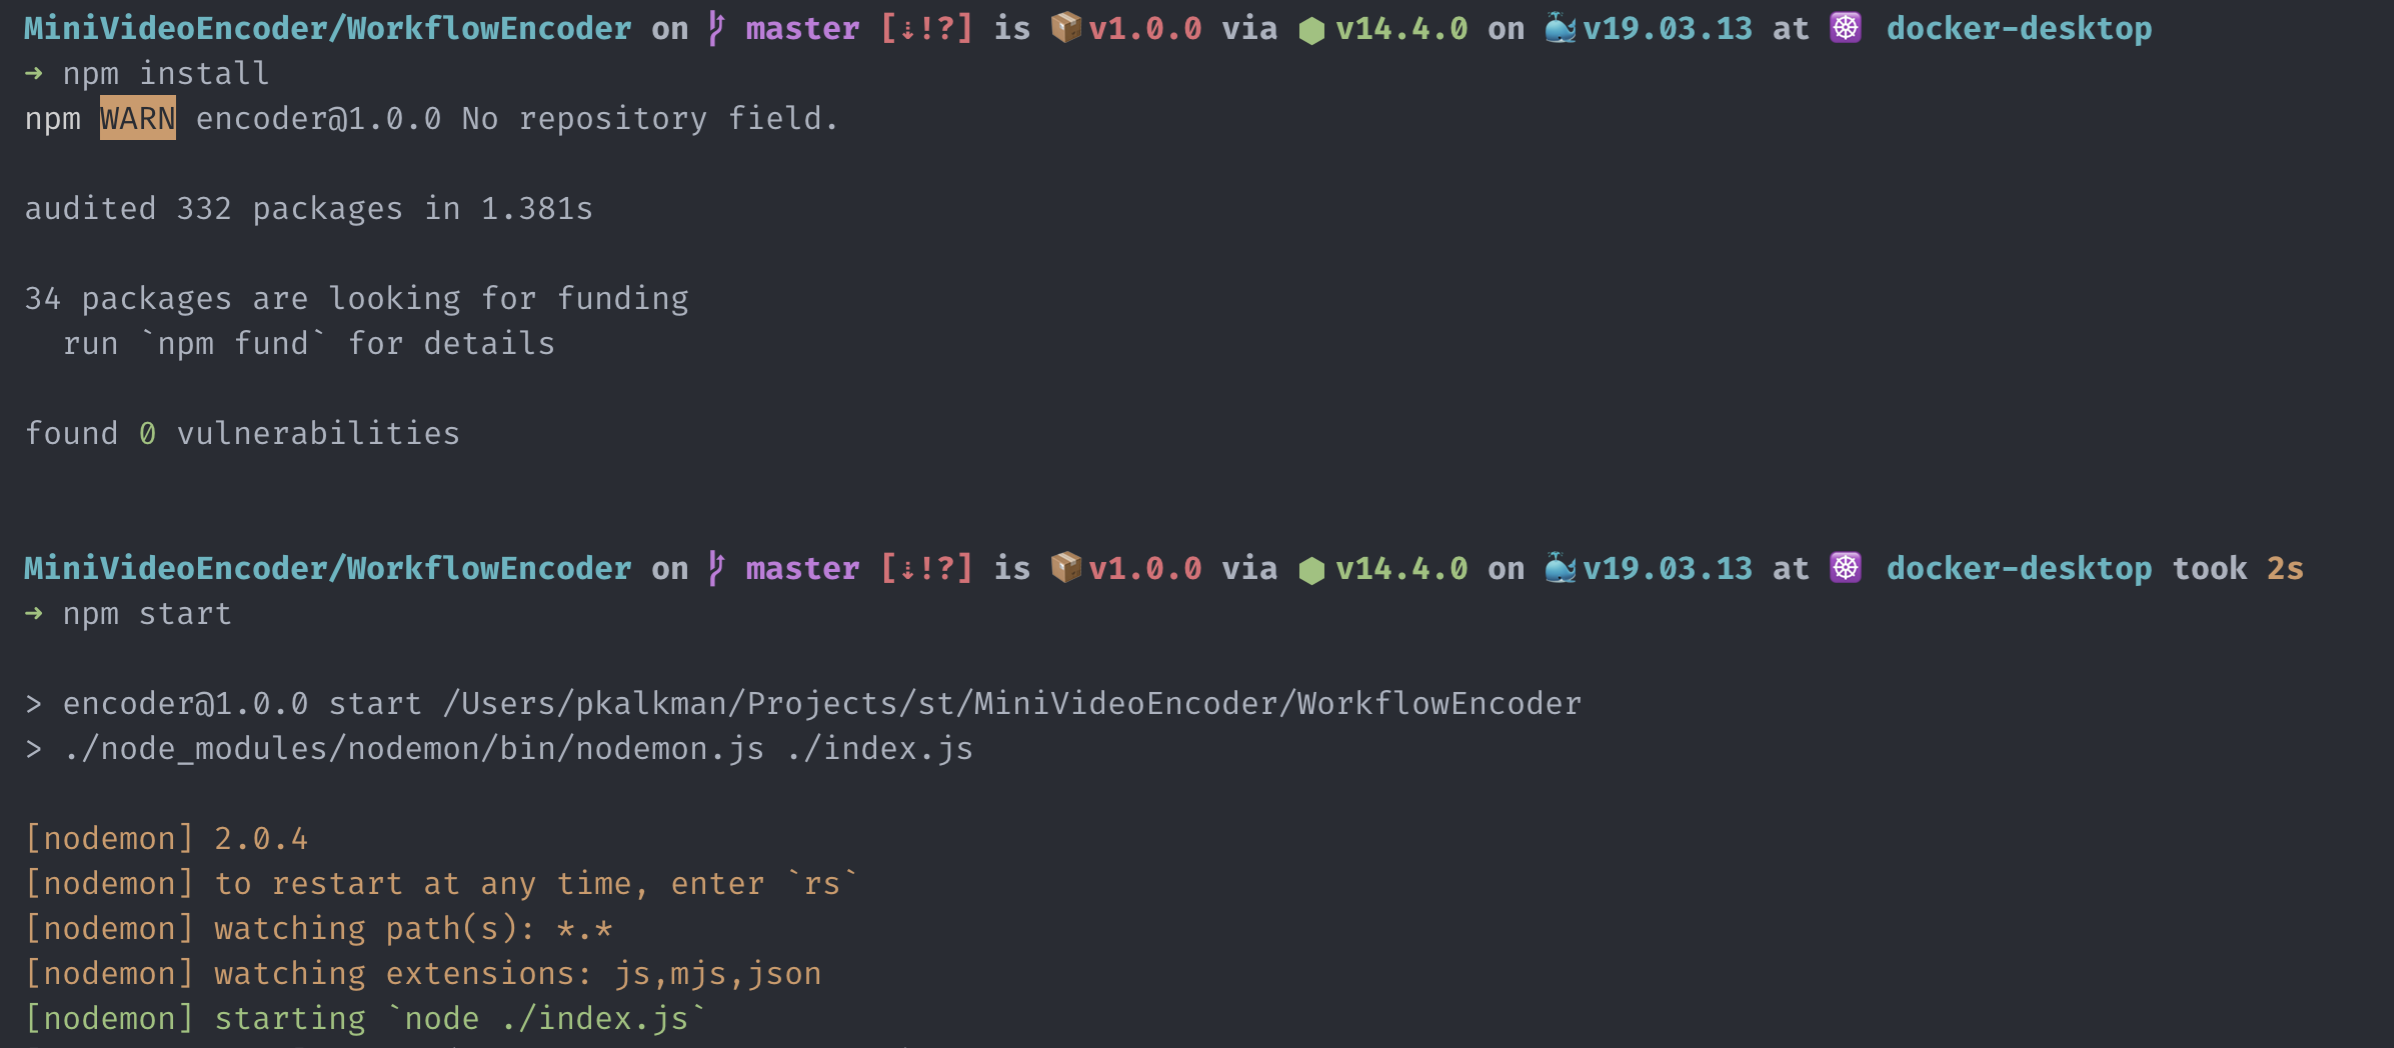 MiniVideoEncoder/WorkflowEncoder on master [⇣!?] is 📦v1.0.0 via ⬢ v14.4.0 on 🐳v19.03.13 at ☸ docker-desktop
➜ npm install
npm WARN encoder@1.0.0 No repository field.
audited 332 packages in 1.381s
34 packages are looking for funding
run `npm fund` for details
found 0 vulnerabilities
MiniVideoEncoder/WorkflowEncoder on master [⇣!?] is 📦v1.0.0 via ⬢ v14.4.0 on 🐳v19.03.13 at ☸ docker-desktop took 2s
➜ npm start
> encoder@1.0.0 start /Users/pkalkman/Projects/st/MiniVideoEncoder/WorkflowEncoder
> ./node_modules/nodemon/bin/nodemon.js ./index.js
[nodemon] 2.0.4
[nodemon] to restart at any time, enter `rs`
[nodemon] watching path(s): *.*
[nodemon] watching extensions: js,mjs,json
[nodemon] starting `node ./index.js`